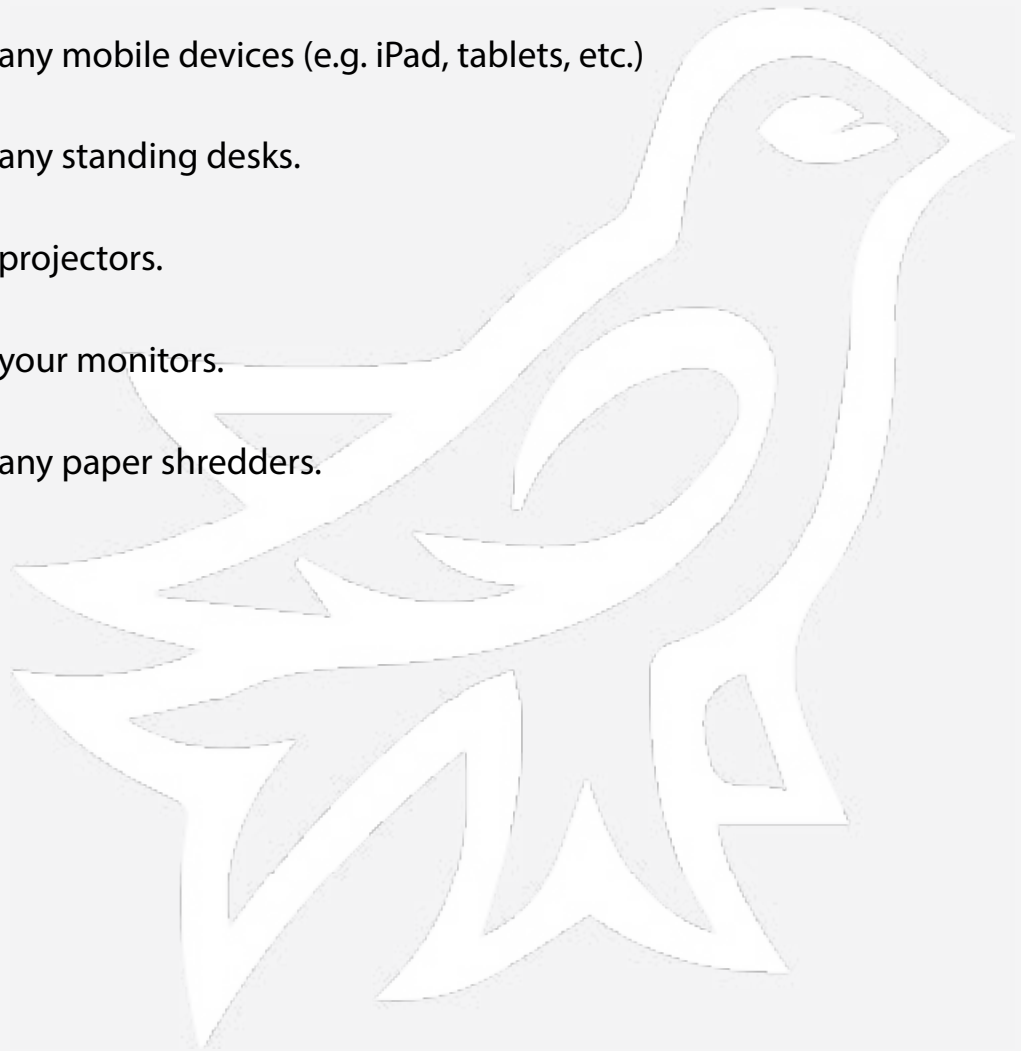 any mobile devices (e.g. iPad, tablets, etc.)
any standing desks.
projectors.
your monitors.
any paper shredders.